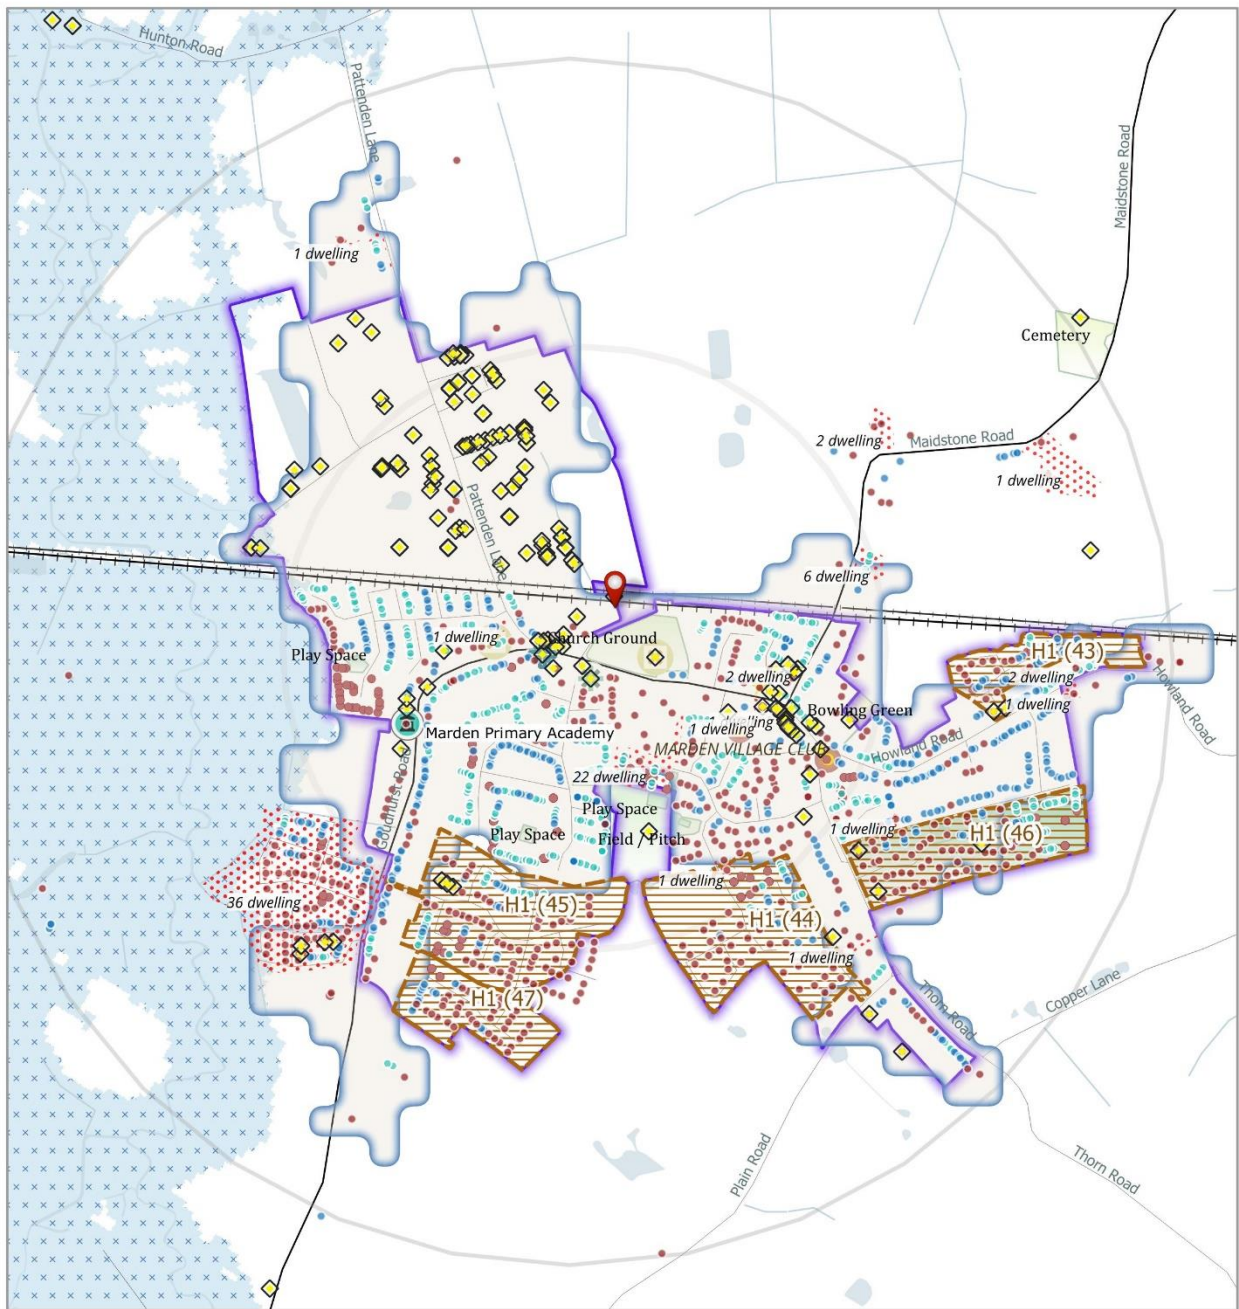 Hunton Road
Pattenden Lane
Maidstone Road
1 dwelling
Cemetery
2 dwelling
Maidstone Road
1 dwelling
Pattenden Lane
6 dwelling
1 dwelling
Church Ground
Play Space
H1 (43)
2 dwelling
2 dwelling
1 dwelling
Howland Road
Bowling Green
1 dwelling
Marden Primary Academy
MARDEN VILLAGE CLUB
Howland Road
Goudhurst Road
22 dwelling
Play Space
Play Space
Field / Pitch
1 dwelling
H1 (46)
1 dwelling
36 dwelling
H1 (45)
H1 (44)
1 dwelling
H1 (47)
Thorn Road
Copper Lane
Plain Road
Thorn Road